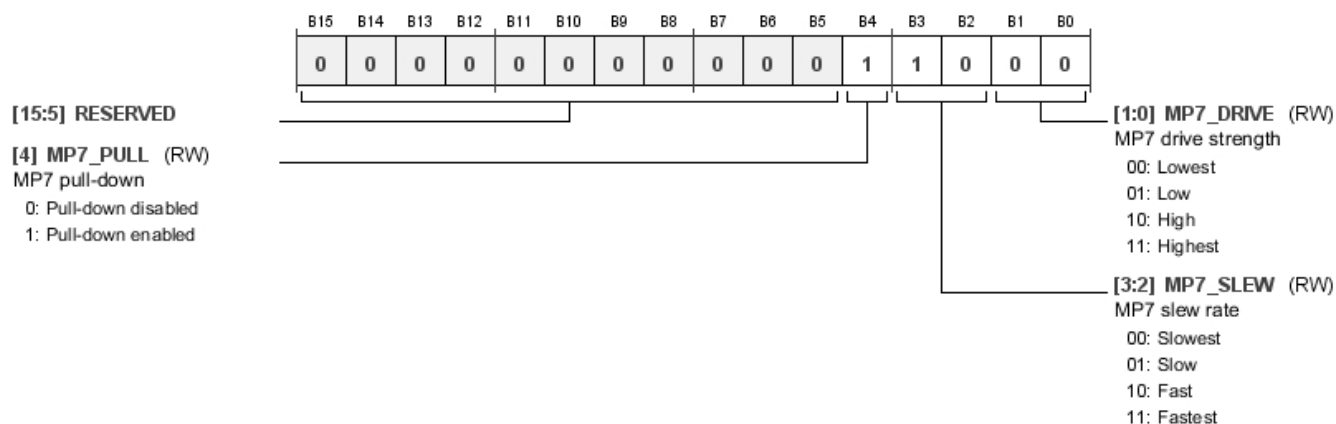 B15 B14 B13 B12 B11 B10 B9 B8 B7 B6 B5 B4 B3 B2 B1 B0
0 0 0 0 0 0 0 0 0 0 0 1 1 0 0 0
[15:5] RESERVED
[4] MP7_PULL (RW)
MP7 pull-down
0: Pull-down disabled
1: Pull-down enabled
[1:0] MP7_DRIVE (RW)
MP7 drive strength
00: Lowest
01: Low
10: High
11: Highest
[3:2] MP7_SLEW (RW)
MP7 slew rate
00: Slowest
01: Slow
10: Fast
11: Fastest